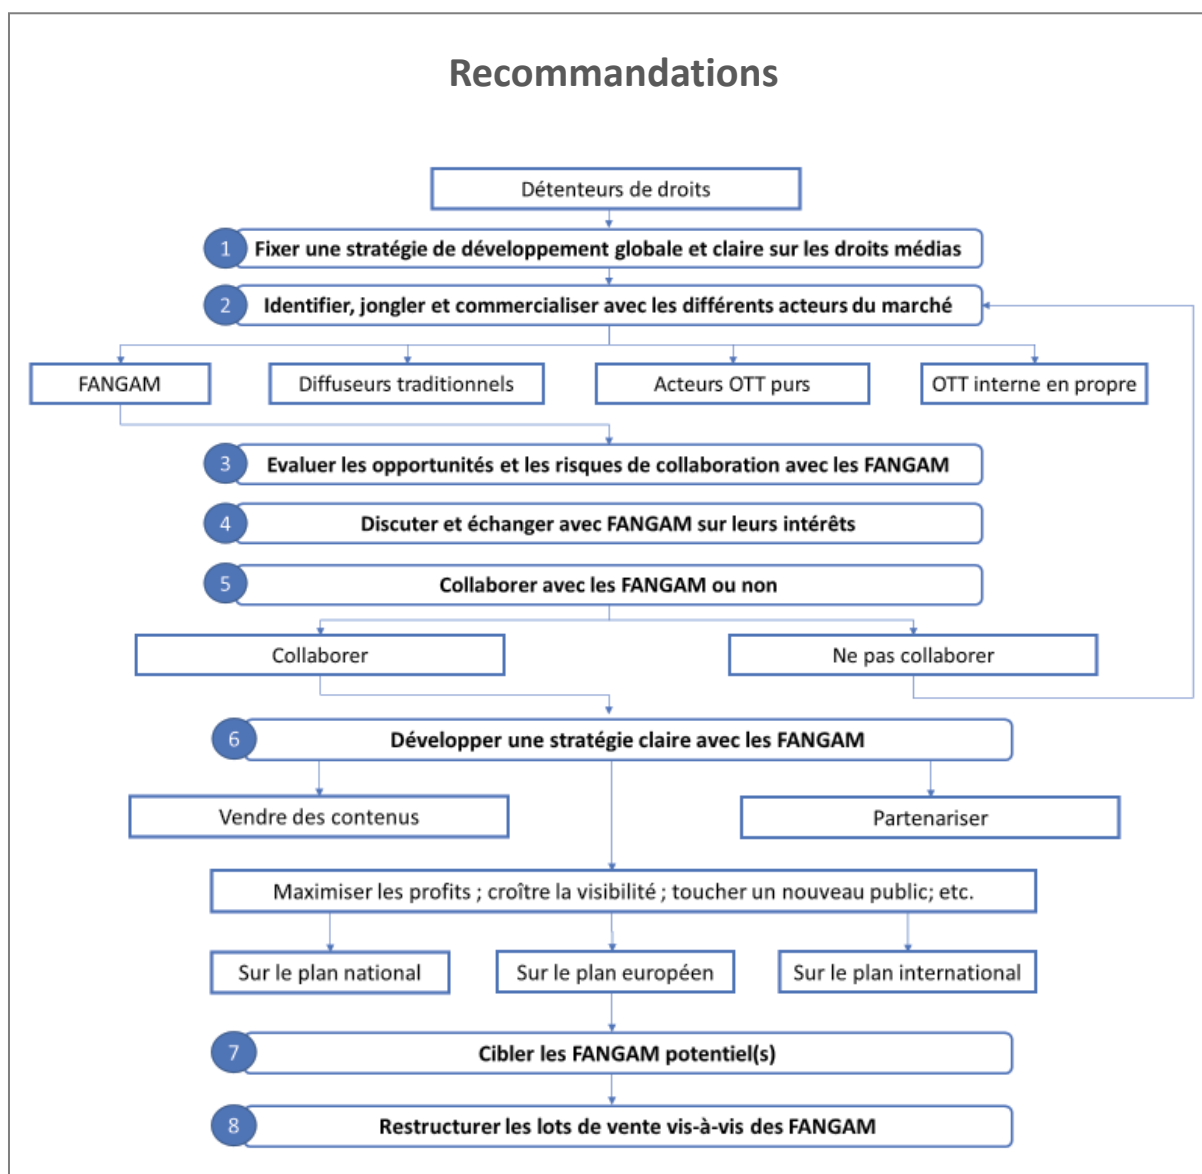 Recommandations
Détenteurs de droits
1 Fixer une stratégie de développement globale et claire sur les droits médias
2 Identifier, jongler et commercialiser avec les différents acteurs du marché
FANGAM
Diffuseurs traditionnels
Acteurs OTT purs
OTT interne en propre
3 Evaluer les opportunités et les risques de collaboration avec les FANGAM
4 Discuter et échanger avec FANGAM sur leurs intérêts
5 Collaborer avec les FANGAM ou non
Collaborer
Ne pas collaborer
6 Développer une stratégie claire avec les FANGAM
Vendre des contenus
Partenariser
Maximiser les profits ; croître la visibilité ; toucher un nouveau public; etc.
Sur le plan national
Sur le plan européen
Sur le plan international
7 Cibler les FANGAM potentiel(s)
8 Restructurer les lots de vente vis-à-vis des FANGAM